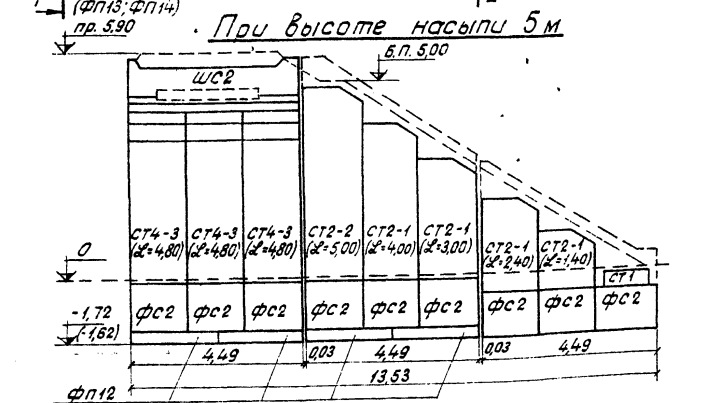 (ФП13; ФП14)
пр. 5,90
При высоте насыпи 5м
Б.П. 5,00
шс2
ст4-3 ст4-3 ст4-3 ст2-2 ст2-1 ст2-1 ст2-1 ст2-1
(ℒ=4,80) (ℒ=4,80) (ℒ=4,80) (ℒ=5,00) (ℒ=4,00) (ℒ=3,00) (ℒ=2,40) (ℒ=1,40)
0
ст1
фс2 фс2 фс2 фс2 фс2 фс2 фс2 фс2 фс2
-1,72
(-1,62)
4,49 0,03 4,49 0,03 4,49
13,53
фп12